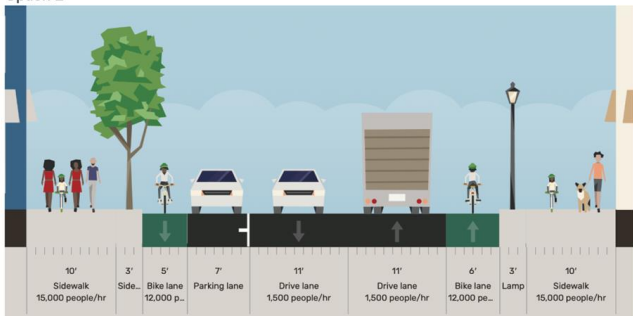 10'
Sidewalk
15,000 people/hr
3'
Side...
5'
Bike lane
12,000 p...
7'
Parking lane
11'
Drive lane
1,500 people/hr
11'
Drive lane
1,500 people/hr
6'
Bike lane
12,000 pe...
3'
Lamp
10'
Sidewalk
15,000 people/hr